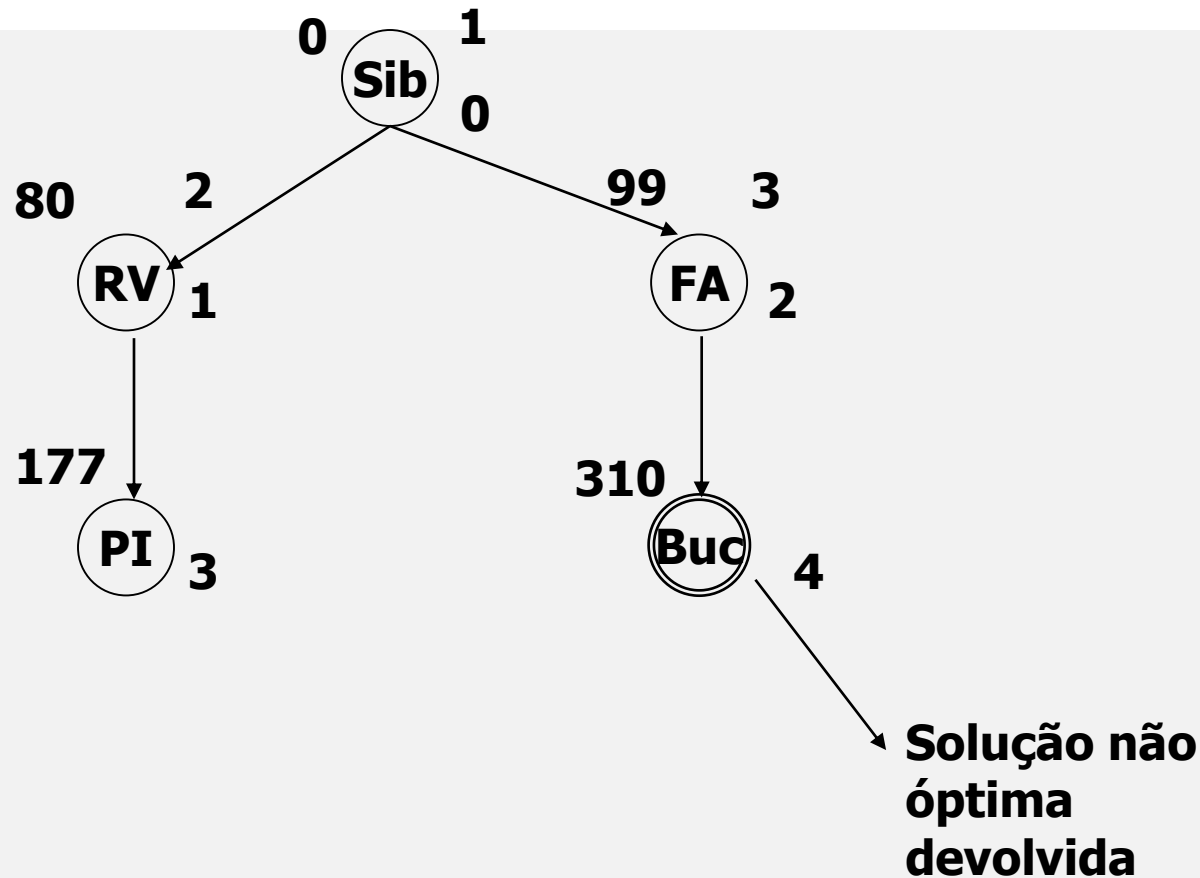 0
1
Sib
0
80
2
99
3
RV
1
FA
2
177
310
PI
3
Buc
4
Solução não
óptima
devolvida